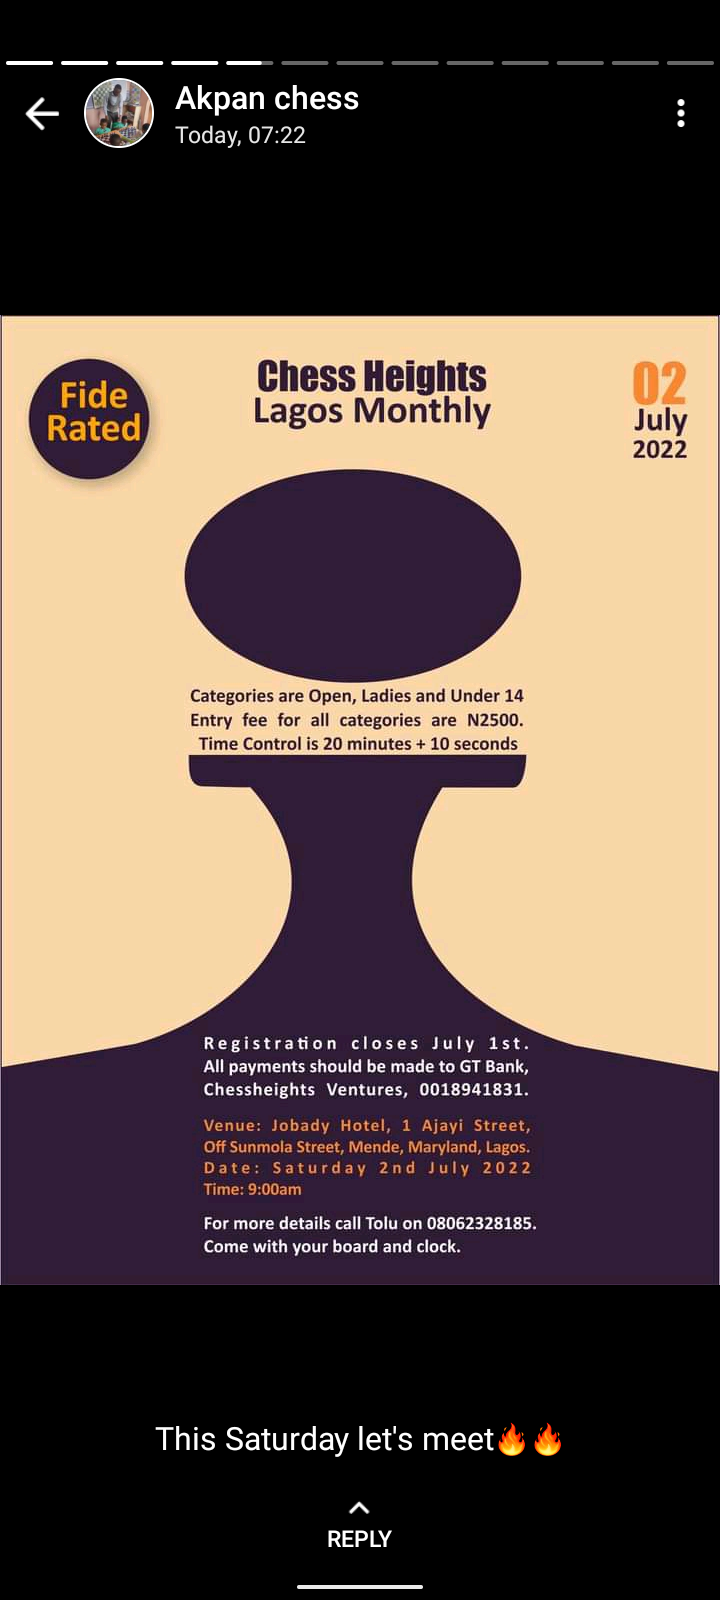 Akpan chess
Today, 07:22
Fide
Rated
Chess Heights
Lagos Monthly
02
July
2022
Categories are Open, Ladies and Under 14
Entry fee for all categories are N2500.
Time Control is 20 minutes + 10 seconds
Registration closes July 1st.
All payments should be made to GT Bank,
Chessheights Ventures, 0018941831.
Venue: Jobady Hotel, 1 Ajayi Street,
Off Sunmola Street, Mende, Maryland, Lagos.
Date: Saturday 2nd July 2022
Time: 9:00am
For more details call Tolu on 08062328185.
Come with your board and clock.
This Saturday let's meet🔥🔥
REPLY